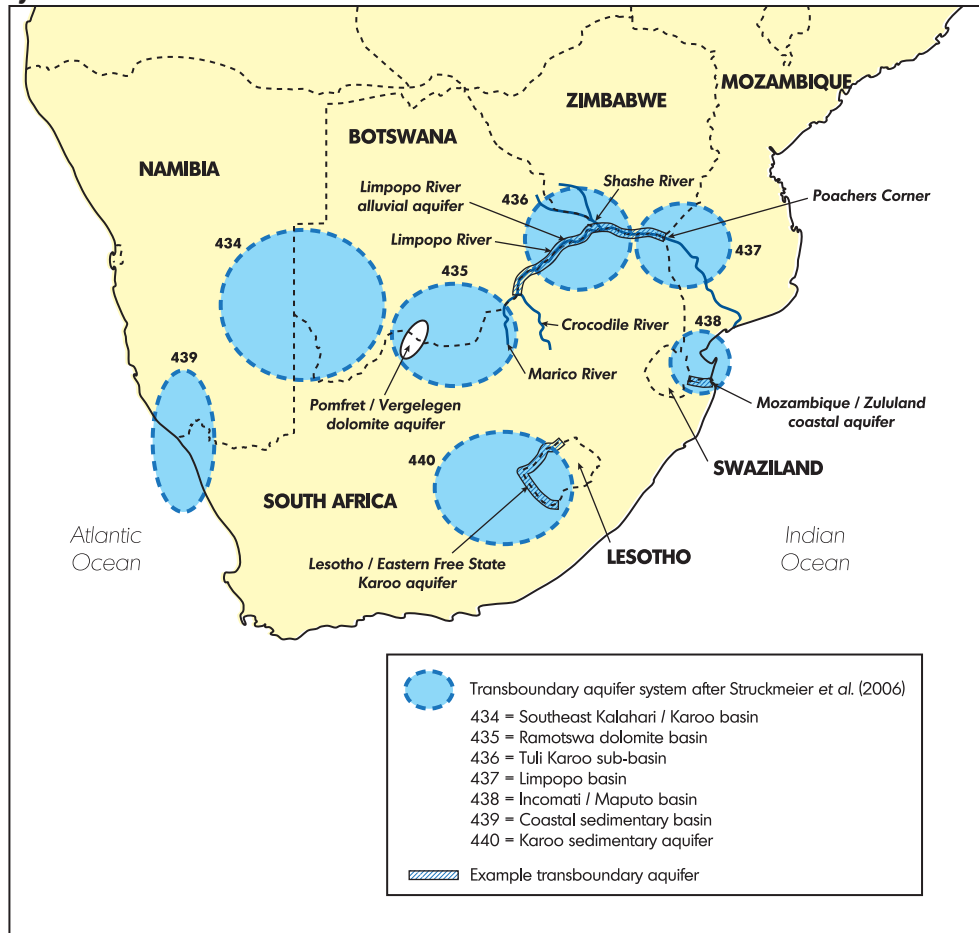 MOZAMBIQUE
ZIMBABWE
BOTSWANA
NAMIBIA
Shashe River
Limpopo River
alluvial aquifer
436
Poachers Corner
Limpopo River
434
437
435
438
Crocodile River
439
Marico River
Pomfret / Vergelegen
dolomite aquifer
Mozambique / Zululand
coastal aquifer
440
SWAZILAND
SOUTH AFRICA
Atlantic
Ocean
Indian
Ocean
LESOTHO
Lesotho / Eastern Free State
Karoo aquifer
Transboundary aquifer system after Struckmeier et al. (2006)
434 = Southeast Kalahari / Karoo basin
435 = Ramotswa dolomite basin
436 = Tuli Karoo sub-basin
437 = Limpopo basin
438 = Incomati / Maputo basin
439 = Coastal sedimentary basin
440 = Karoo sedimentary aquifer
Example transboundary aquifer